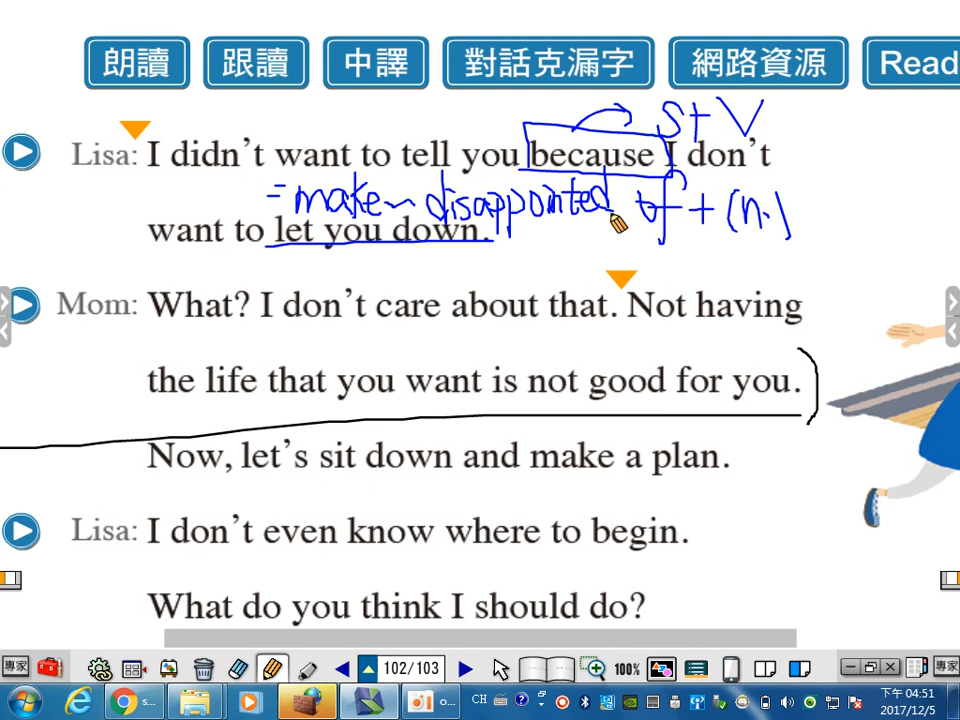 朗讀 跟讀 中譯 對話克漏字 網路資源 Read
S+V
Lisa: I didn't want to tell you because I don't
= make~disappointed of + (n.)
want to let you down.
Mom: What? I don't care about that. Not having
the life that you want is not good for you.
Now, let's sit down and make a plan.
Lisa: I don't even know where to begin.
What do you think I should do?
專家 102/103 100% 專家
CH 下午 04:51
s... o... 2017/12/5